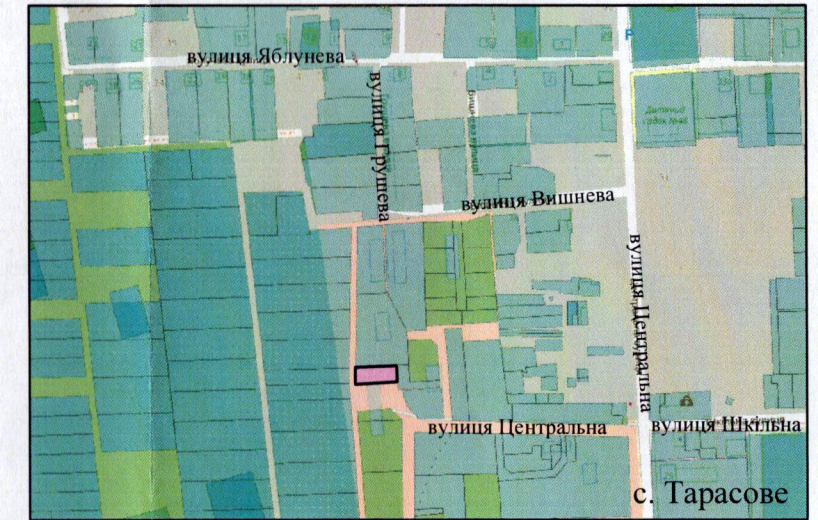 P
вулиця Яблунева
вулиця Грушева
вулиця Вишнева
вулиця Центральна
вулиця Центральна
вулиця Шкільна
с. Тарасове